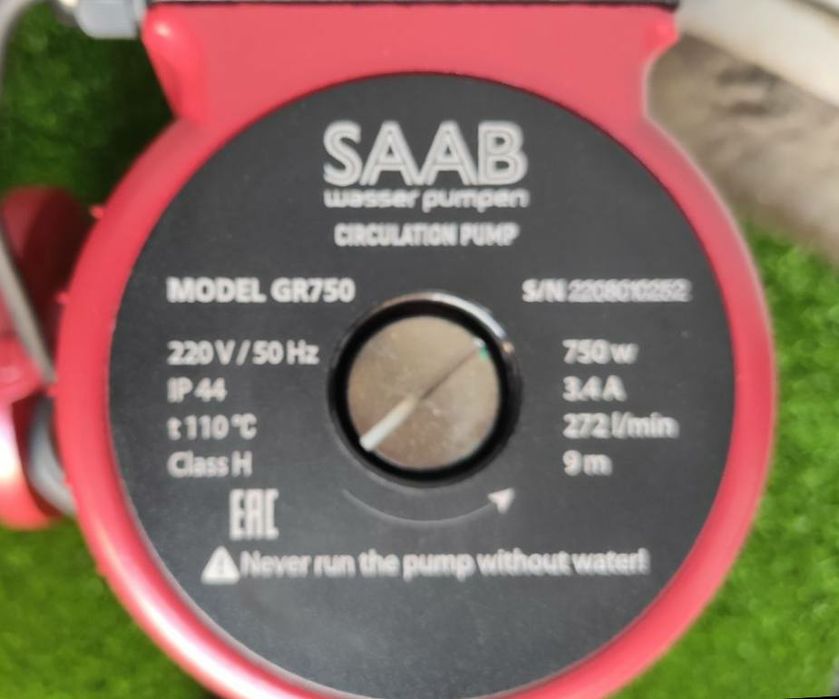 SAAB
wasser pumpen
CIRCULATION PUMP
MODEL GR750 S/N 2208010252
220 V / 50 Hz 750 w
IP 44 3.4 A
t 110 °C 272 l/min
Class H 9 m
EAC
Never run the pump without water!